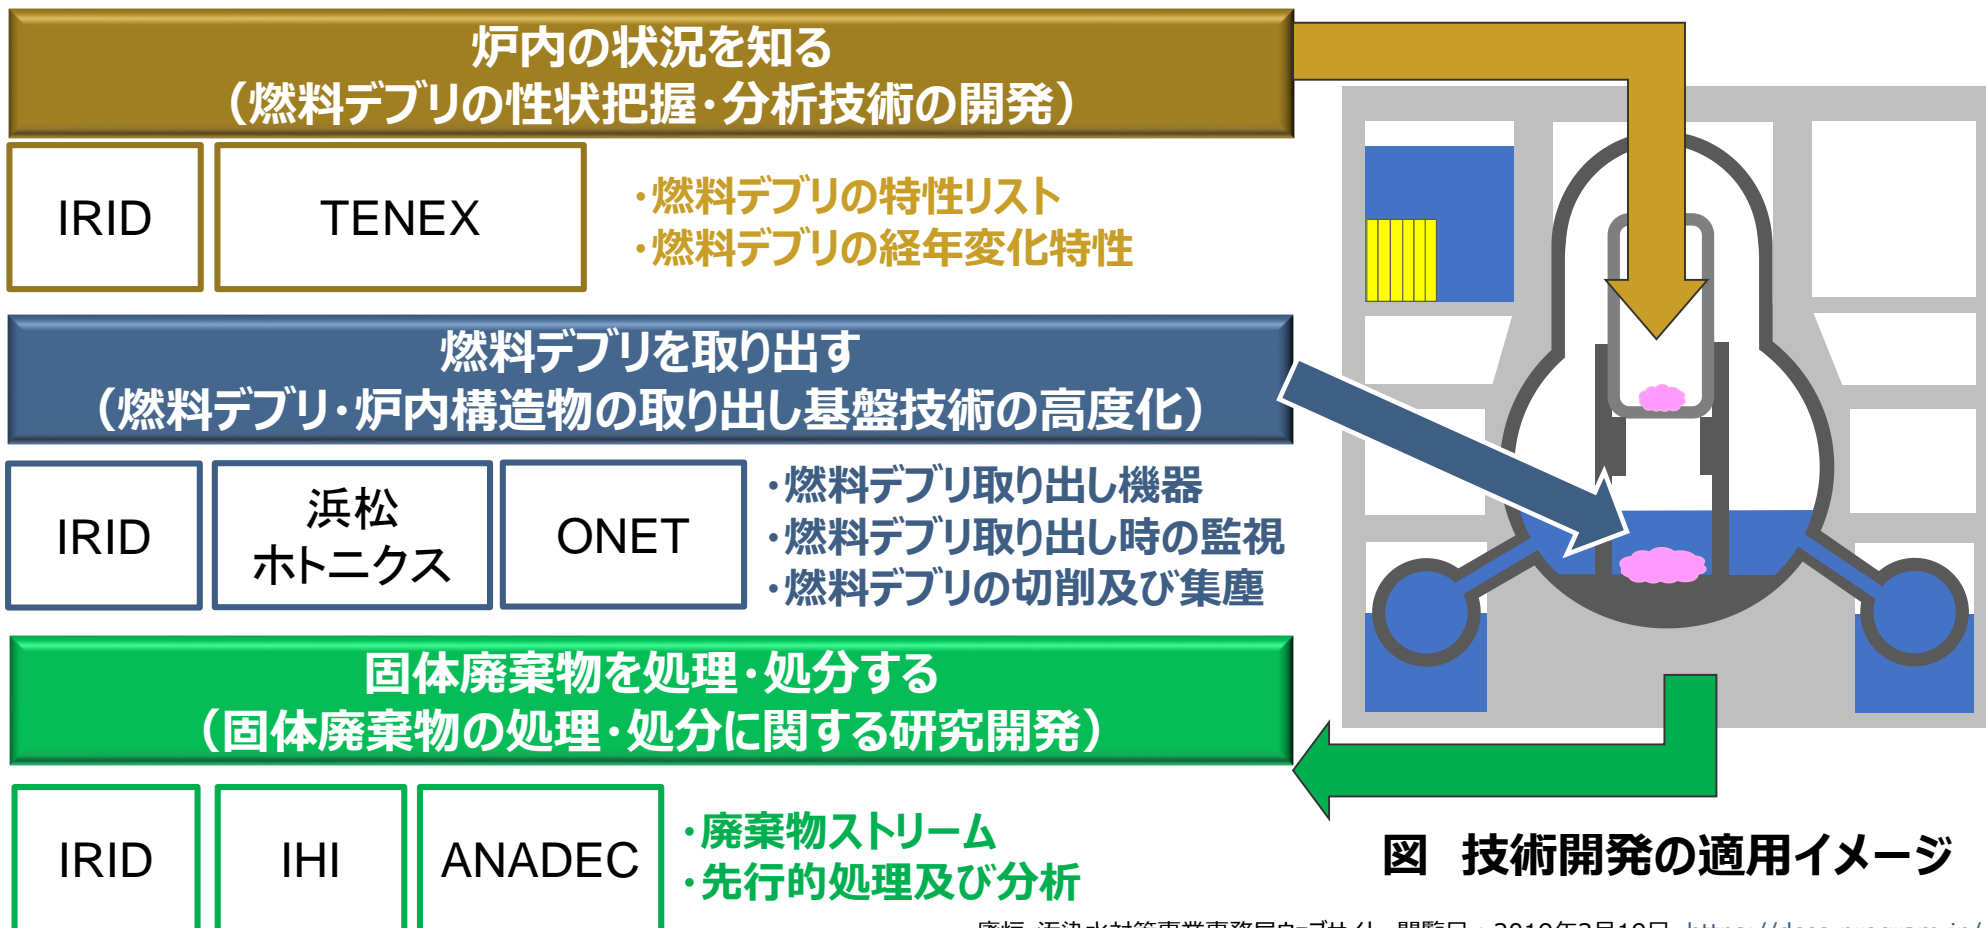 炉内の状況を知る
（燃料デブリの性状把握・分析技術の開発）
IRID
TENEX
・燃料デブリの特性リスト
・燃料デブリの経年変化特性
燃料デブリを取り出す
（燃料デブリ・炉内構造物の取り出し基盤技術の高度化）
IRID
浜松
ホトニクス
ONET
・燃料デブリ取り出し機器
・燃料デブリ取り出し時の監視
・燃料デブリの切削及び集塵
固体廃棄物を処理・処分する
（固体廃棄物の処理・処分に関する研究開発）
IRID
IHI
ANADEC
・廃棄物ストリーム
・先行的処理及び分析
図　技術開発の適用イメージ